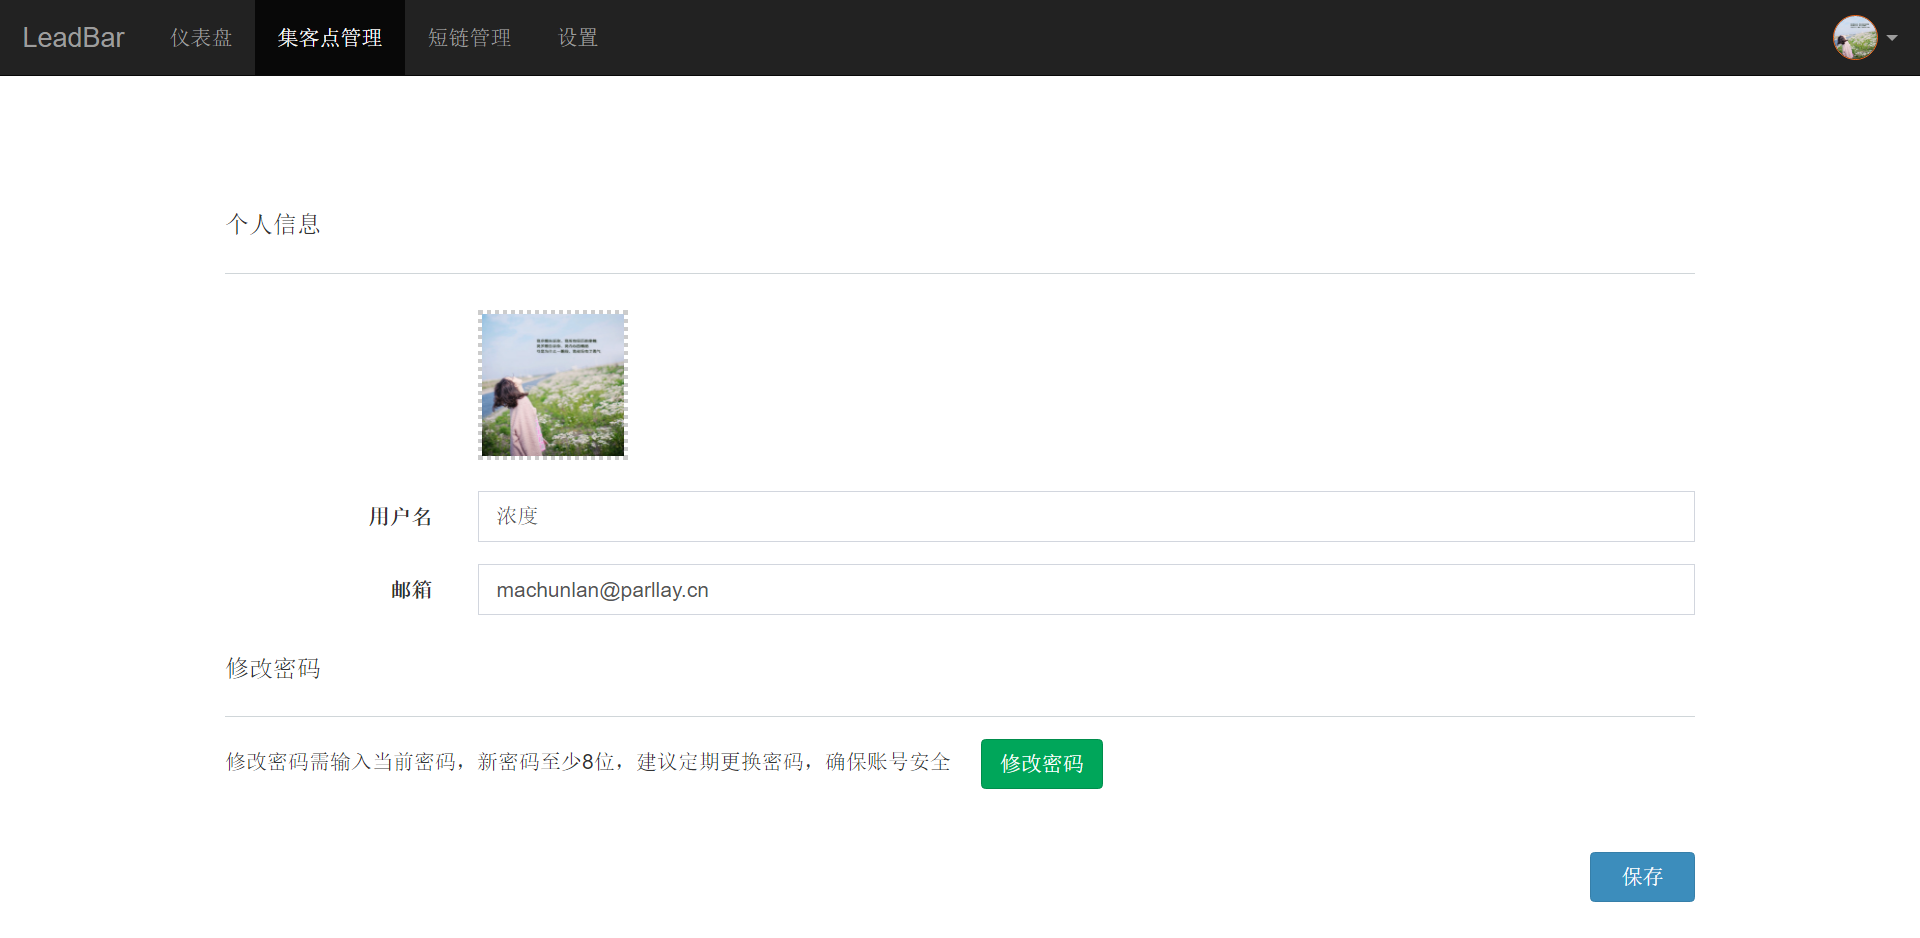 LeadBar 仪表盘 集客点管理 短链管理 设置
个人信息
用户名 浓度
邮箱 machunlan@parllay.cn
修改密码
修改密码需输入当前密码，新密码至少8位，建议定期更换密码，确保账号安全 修改密码
保存